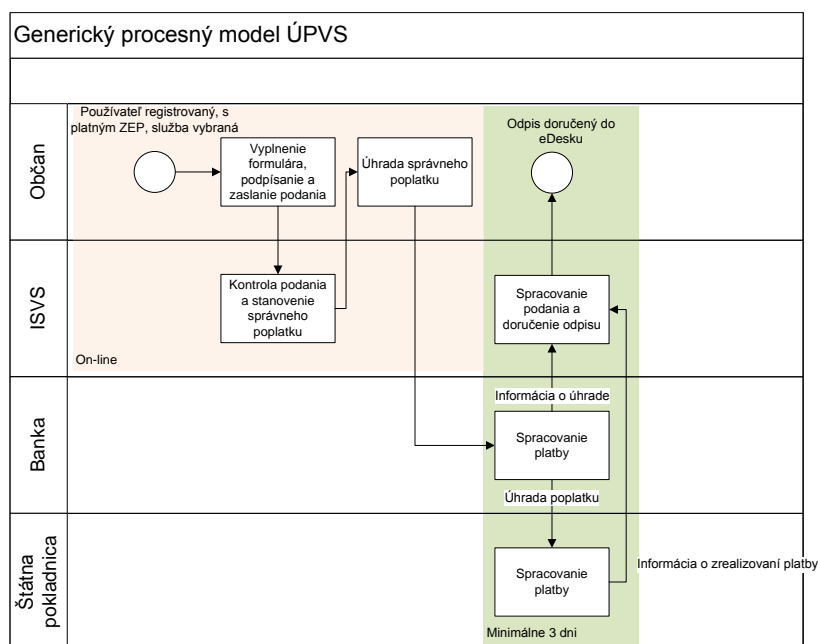 Generický procesný model ÚPVS
Občan
Používateľ registrovaný, s
platným ZEP, služba vybraná
Vyplnenie
formulára,
podpísanie a
zaslanie podania
Úhrada správneho
poplatku
Odpis doručený do
eDesku
ISVS
Kontrola podania
a stanovenie
správneho
poplatku
Spracovanie
podania a
doručenie odpisu
On-line
Banka
Informácia o úhrade
Spracovanie
platby
Úhrada poplatku
Štátna
pokladnica
Spracovanie
platby
Informácia o zrealizovaní platby
Minimálne 3 dni